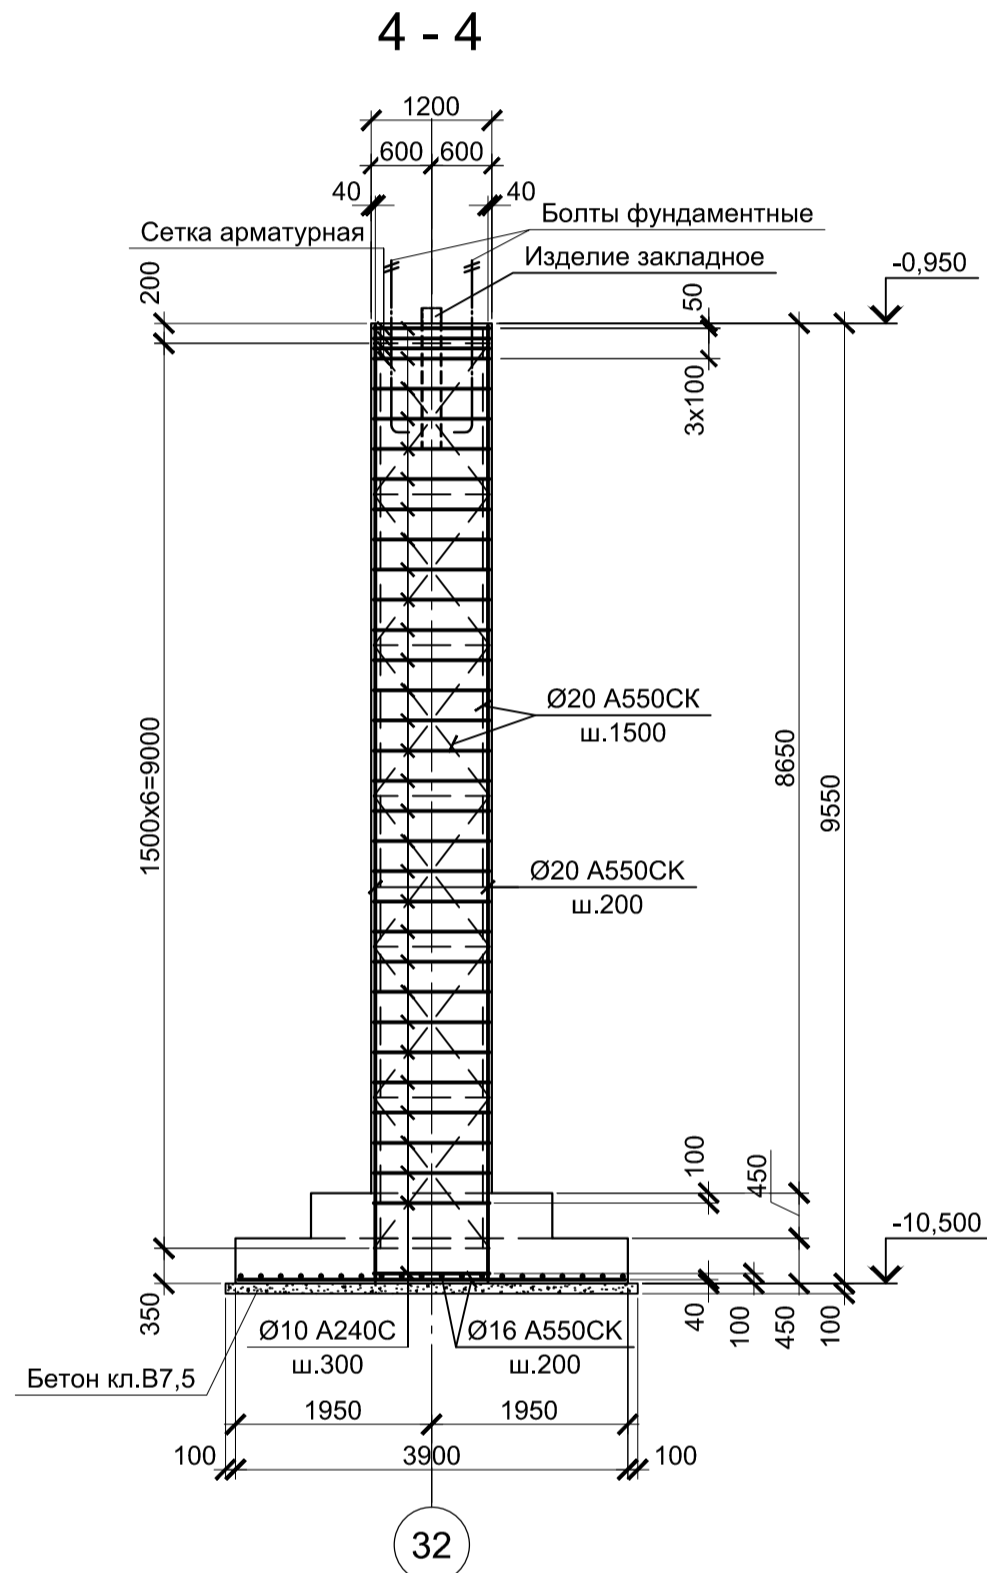 4 - 4
1200
600
600
40
40
Болты фундаментные
Сетка арматурная
Изделие закладное
-0,950
200
50
3х100
Ø20 А550СК
ш.1500
1500х6=9000
8650
9550
Ø20 А550СК
ш.200
100
450
-10,500
350
40
100
450
100
Ø10 А240С
ш.300
Ø16 А550СК
ш.200
Бетон кл.В7,5
1950
1950
100
3900
100
32